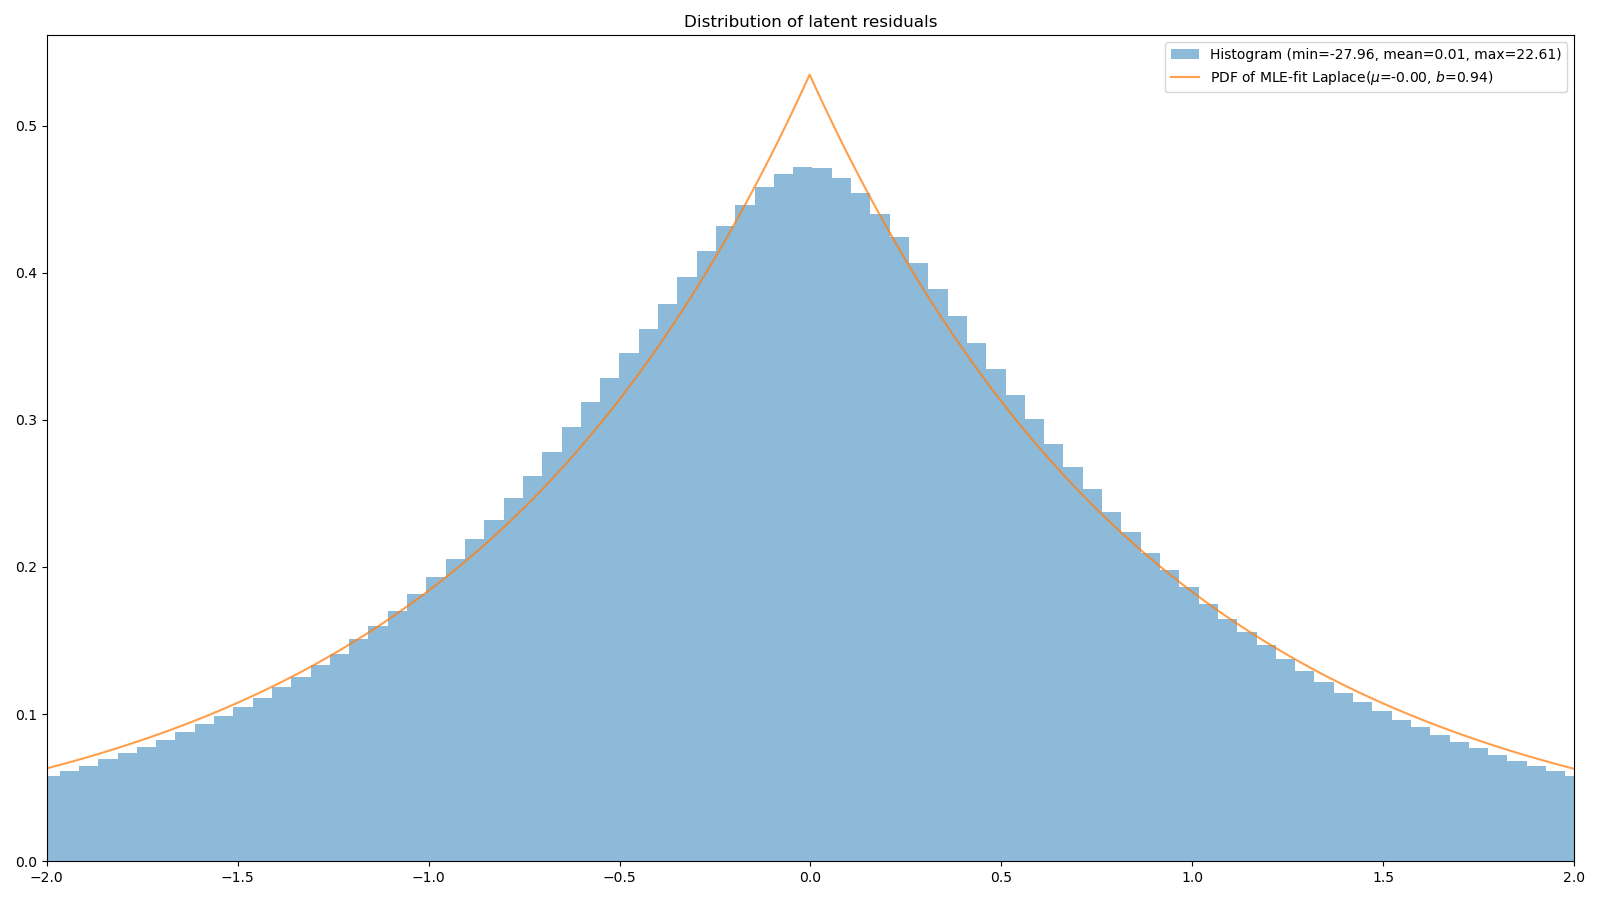 Distribution of latent residuals
Histogram (min=-27.96, mean=0.01, max=22.61)
PDF of MLE-fit Laplace(μ=-0.00, b=0.94)
0.5
0.4
0.3
0.2
0.1
0.0
−2.0 −1.5 −1.0 −0.5 0.0 0.5 1.0 1.5 2.0